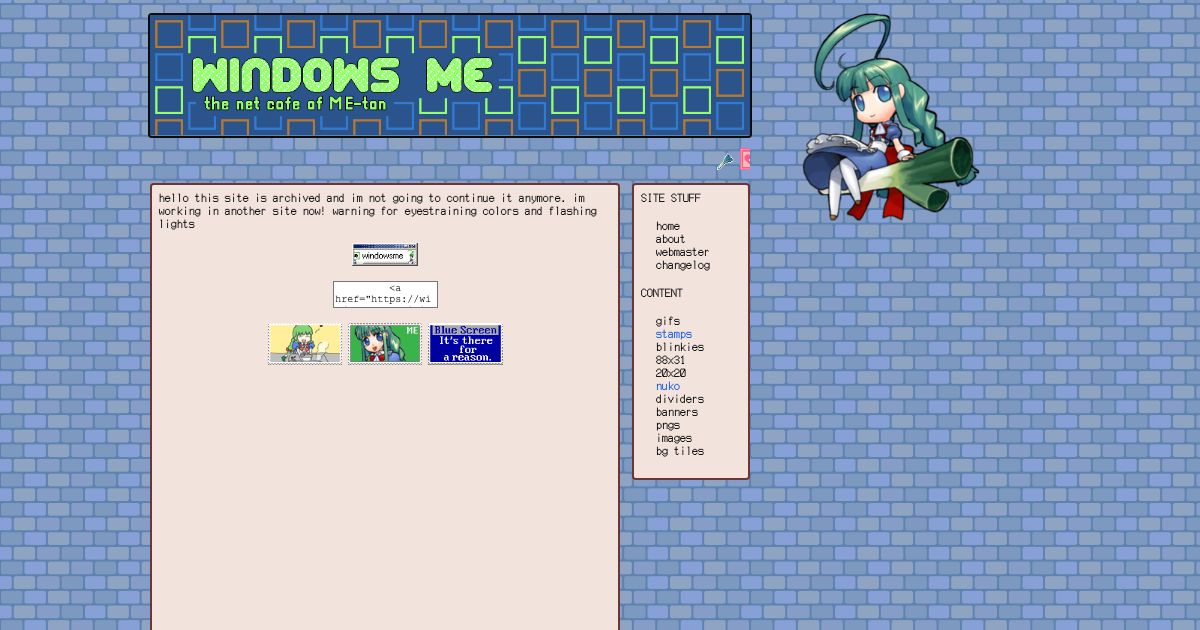 WINDOWS ME
the net cafe of ME-tan
hello this site is archived and im not going to continue it anymore. im
working in another site now! warning for eyestraining colors and flashing
lights
windowsme
<a
href="https://wi
ME
Blue Screen
It's there
for
a reason.
SITE STUFF
home
about
webmaster
changelog
CONTENT
gifs
stamps
blinkies
88x31
20x20
nuko
dividers
banners
pngs
images
bg tiles